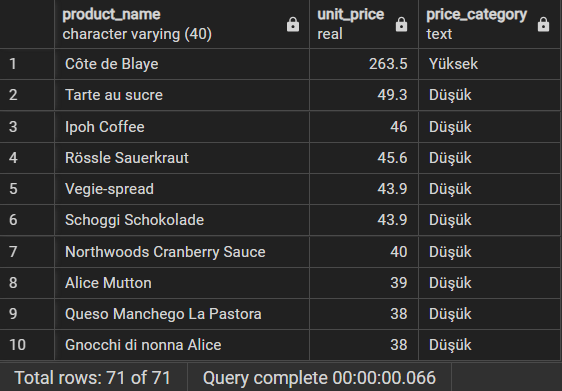 product_name unit_price price_category
character varying (40) real text
1 Côte de Blaye 263.5 Yüksek
2 Tarte au sucre 49.3 Düşük
3 Ipoh Coffee 46 Düşük
4 Rössle Sauerkraut 45.6 Düşük
5 Vegie-spread 43.9 Düşük
6 Schoggi Schokolade 43.9 Düşük
7 Northwoods Cranberry Sauce 40 Düşük
8 Alice Mutton 39 Düşük
9 Queso Manchego La Pastora 38 Düşük
10 Gnocchi di nonna Alice 38 Düşük
Total rows: 71 of 71 Query complete 00:00:00.066